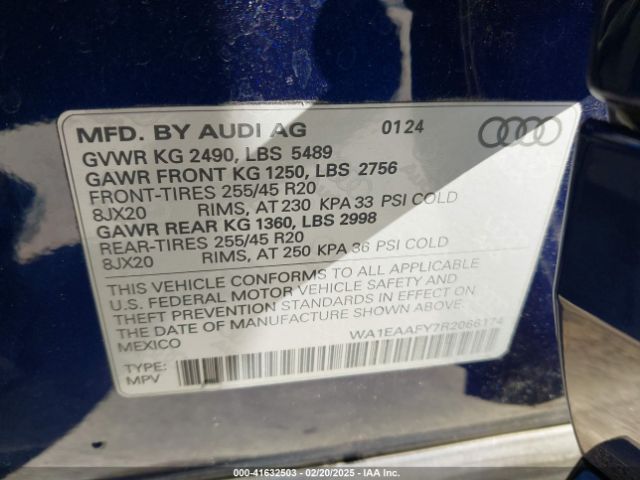 MFD. BY AUDI AG 0124
GVWR KG 2490, LBS 5489
GAWR FRONT KG 1250, LBS 2756
FRONT-TIRES 255/45 R20
8JX20 RIMS, AT 230 KPA 33 PSI COLD
GAWR REAR KG 1360, LBS 2998
REAR-TIRES 255/45 R20
8JX20 RIMS, AT 250 KPA 36 PSI COLD
THIS VEHICLE CONFORMS TO ALL APPLICABLE
U.S. FEDERAL MOTOR VEHICLE SAFETY AND
THEFT PREVENTION STANDARDS IN EFFECT ON
THE DATE OF MANUFACTURE SHOWN ABOVE.
MEXICO
WA1EAAFY7R2066174
TYPE:
MPV
000-41632503 - 02/20/2025 - IAA Inc.